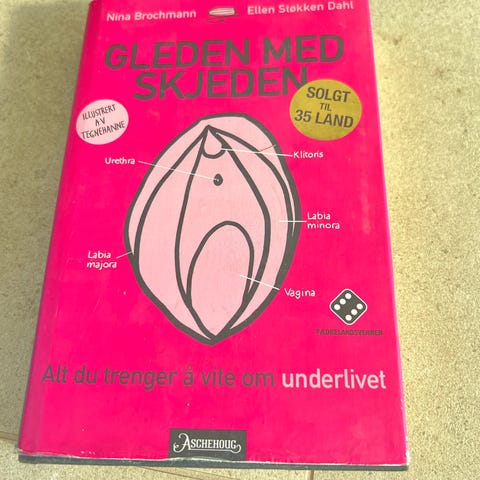 Nina Brochmann
Ellen Støkken Dahl
GLEDEN MED
SKJEDEN
ILLUSTRERT
AV
TEGNEHANNE
SOLGT
TIL
35 LAND
Urethra
Klitoris
Labia
minora
Labia
majora
Vagina
FÆDRELANDSVENNEN
Alt du trenger å vite om underlivet
ASCHEHOUG